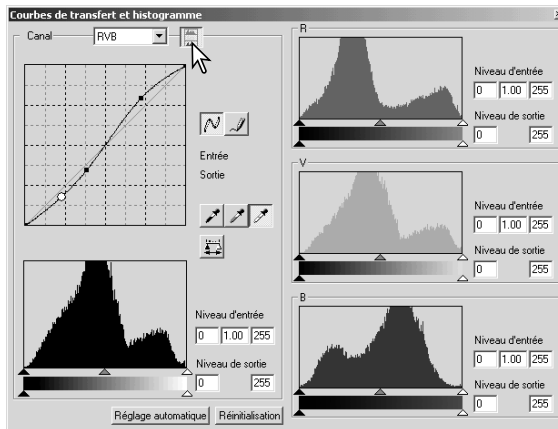 Courbes de transfert et histogramme
Canal RVB
Entrée
Sortie
Niveau d'entrée
0 1.00 255
Niveau de sortie
0 255
Réglage automatique Réinitialisation
R
Niveau d'entrée
0 1.00 255
Niveau de sortie
0 255
V
Niveau d'entrée
0 1.00 255
Niveau de sortie
0 255
B
Niveau d'entrée
0 1.00 255
Niveau de sortie
0 255